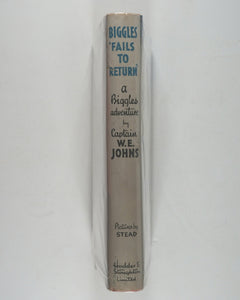 BIGGLES
"FAILS
TO
RETURN"
A
Biggles
adventure
by
Captain
W.E.
JOHNS
Pictures by
STEAD
Hodder &
Stoughton
Limited